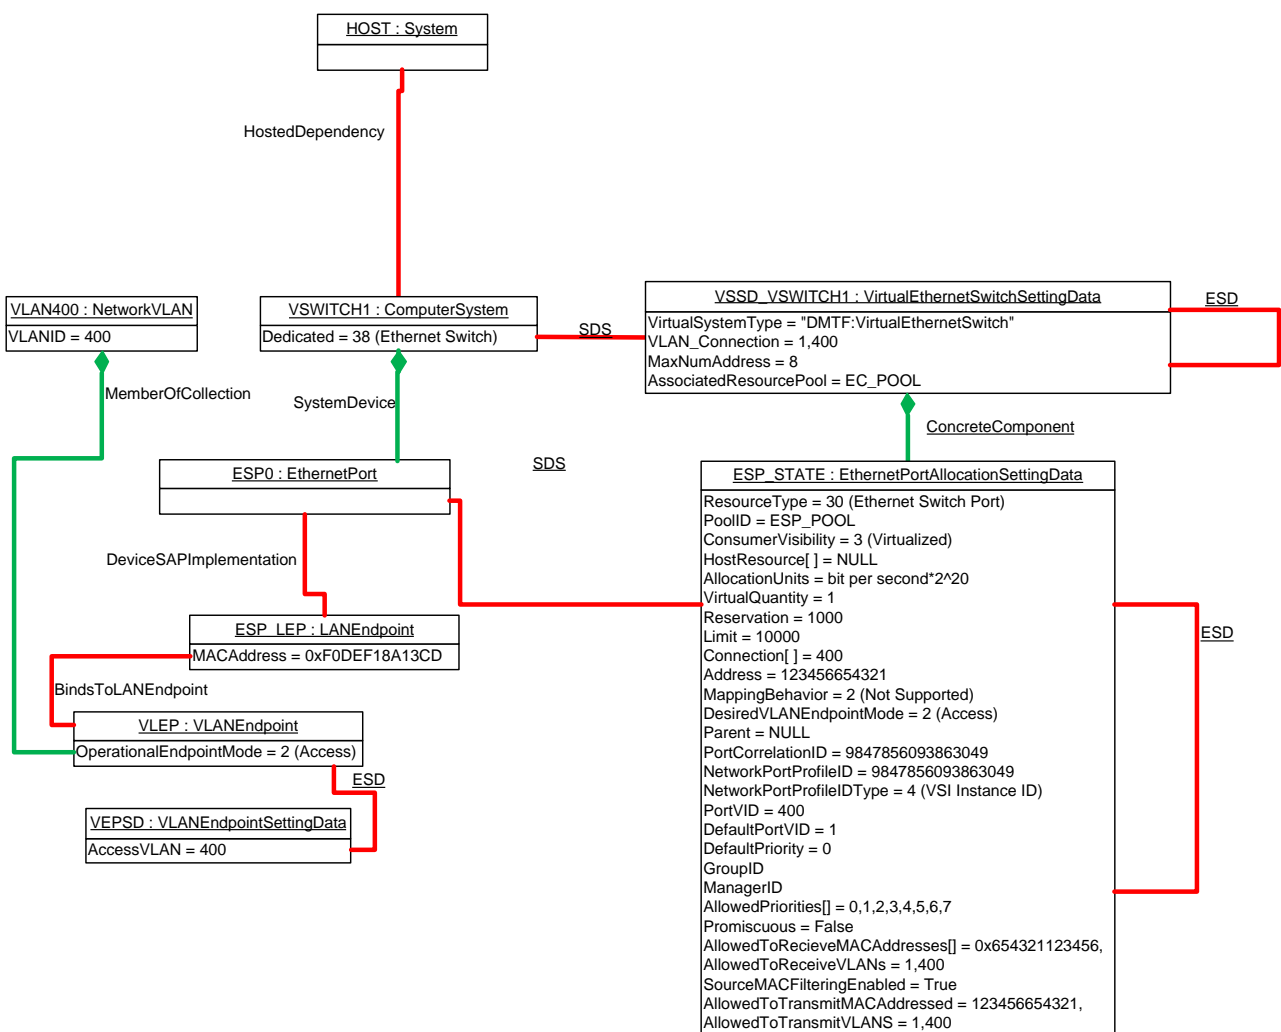 HOST : System
HostedDependency
VLAN400 : NetworkVLAN
VLANID = 400
VSWITCH1 : ComputerSystem
Dedicated = 38 (Ethernet Switch)
SDS
VSSD_VSWITCH1 : VirtualEthernetSwitchSettingData
VirtualSystemType = "DMTF:VirtualEthernetSwitch"
VLAN_Connection = 1,400
MaxNumAddress = 8
AssociatedResourcePool = EC_POOL
ESD
MemberOfCollection
SystemDevice
ConcreteComponent
ESP0 : EthernetPort
SDS
ESP_STATE : EthernetPortAllocationSettingData
ResourceType = 30 (Ethernet Switch Port)
PoolID = ESP_POOL
ConsumerVisibility = 3 (Virtualized)
HostResource[ ] = NULL
AllocationUnits = bit per second*2^20
VirtualQuantity = 1
Reservation = 1000
Limit = 10000
Connection[ ] = 400
Address = 123456654321
MappingBehavior = 2 (Not Supported)
DesiredVLANEndpointMode = 2 (Access)
Parent = NULL
PortCorrelationID = 9847856093863049
NetworkPortProfileID = 9847856093863049
NetworkPortProfileIDType = 4 (VSI Instance ID)
PortVID = 400
DefaultPortVID = 1
DefaultPriority = 0
GroupID
ManagerID
AllowedPriorities[] = 0,1,2,3,4,5,6,7
Promiscuous = False
AllowedToRecieveMACAddresses[] = 0x654321123456,
AllowedToReceiveVLANs = 1,400
SourceMACFilteringEnabled = True
AllowedToTransmitMACAddressed = 123456654321,
AllowedToTransmitVLANS = 1,400
ESD
DeviceSAPImplementation
ESP_LEP : LANEndpoint
MACAddress = 0xF0DEF18A13CD
BindsToLANEndpoint
VLEP : VLANEndpoint
OperationalEndpointMode = 2 (Access)
ESD
VEPSD : VLANEndpointSettingData
AccessVLAN = 400